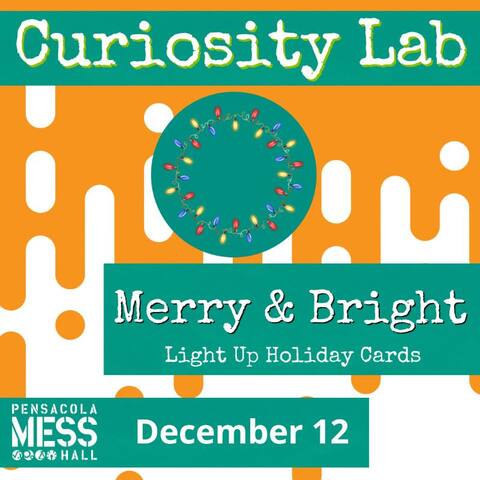 Curiosity Lab
Merry & Bright
Light Up Holiday Cards
PENSACOLA
MESS
HALL
December 12